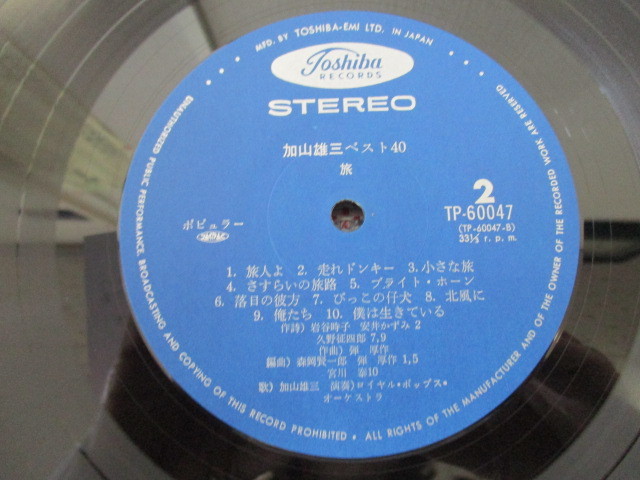 MFD. BY TOSHIBA-EMI LTD. IN JAPAN
Toshiba
RECORDS
STEREO
加山雄三ベスト40
旅
2
ポピュラー
TP-60047
(TP-60047-B)
33⅓ r.p.m.
1. 旅人よ 2. 走れドンキー 3.小さな旅
4. さすらいの旅路 5. ブライト・ホーン
6. 落日の彼方 7. びっこの仔犬 8. 北風に
9. 俺たち 10. 僕は生きている
作詩) 岩谷時子 安井かずみ 2
久野征四郎 7,9
作曲) 弾 厚作
編曲) 森岡賢一郎 弾 厚作 1,5
宮川 泰10
歌) 加山雄三 演奏)ロイヤル・ポップス・
オーケストラ
UNAUTHORIZED PUBLIC PERFORMANCE, BROADCASTING AND COPYING OF THIS RECORD PROHIBITED • ALL RIGHTS OF THE MANUFACTURER AND OF THE OWNER OF THE RECORDED WORK ARE RESERVED